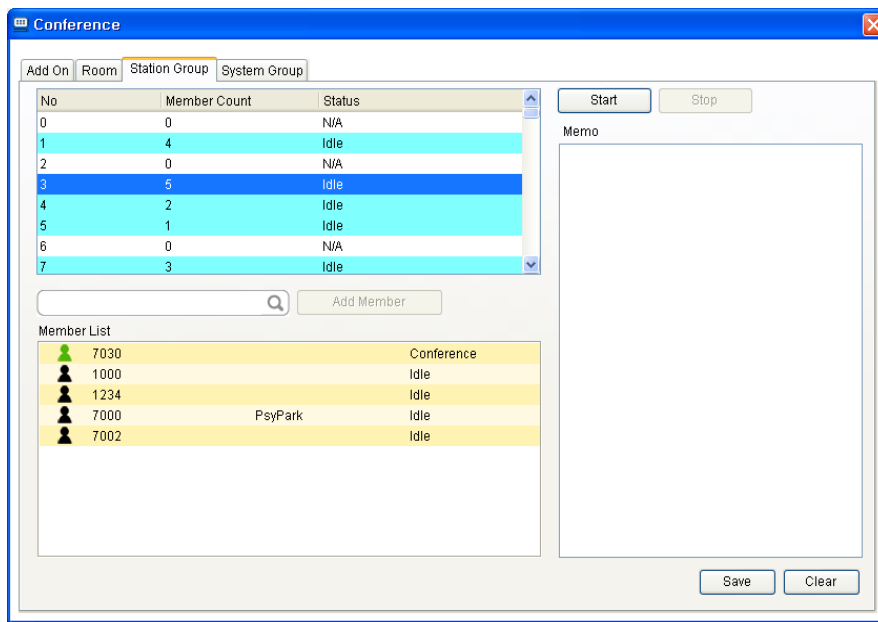 Conference
Add On Room Station Group System Group
No Member Count Status
0 0 N/A
1 4 Idle
2 0 N/A
3 5 Idle
4 2 Idle
5 1 Idle
6 0 N/A
7 3 Idle
Add Member
Member List
7030 Conference
1000 Idle
1234 Idle
7000 PsyPark Idle
7002 Idle
Start Stop
Memo
Save Clear